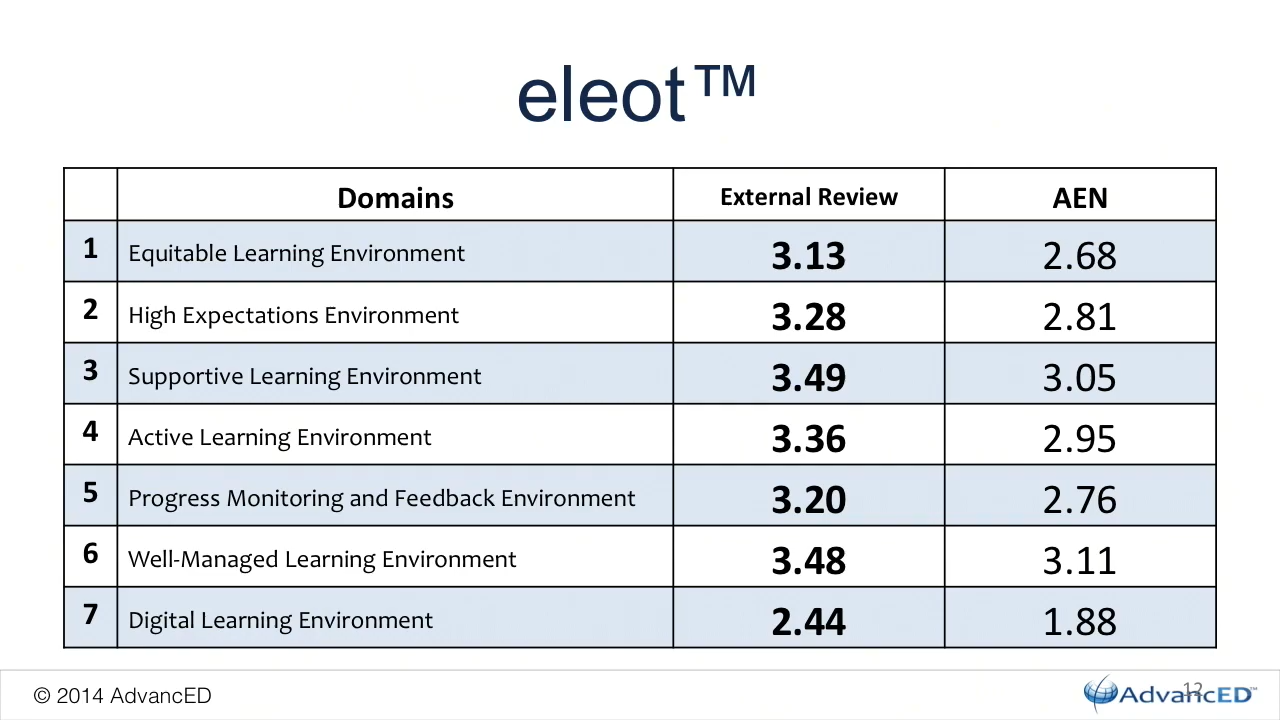 eleot™
Domains External Review AEN
1 Equitable Learning Environment 3.13 2.68
2 High Expectations Environment 3.28 2.81
3 Supportive Learning Environment 3.49 3.05
4 Active Learning Environment 3.36 2.95
5 Progress Monitoring and Feedback Environment 3.20 2.76
6 Well-Managed Learning Environment 3.48 3.11
7 Digital Learning Environment 2.44 1.88
© 2014 AdvancED
12
AdvancED™